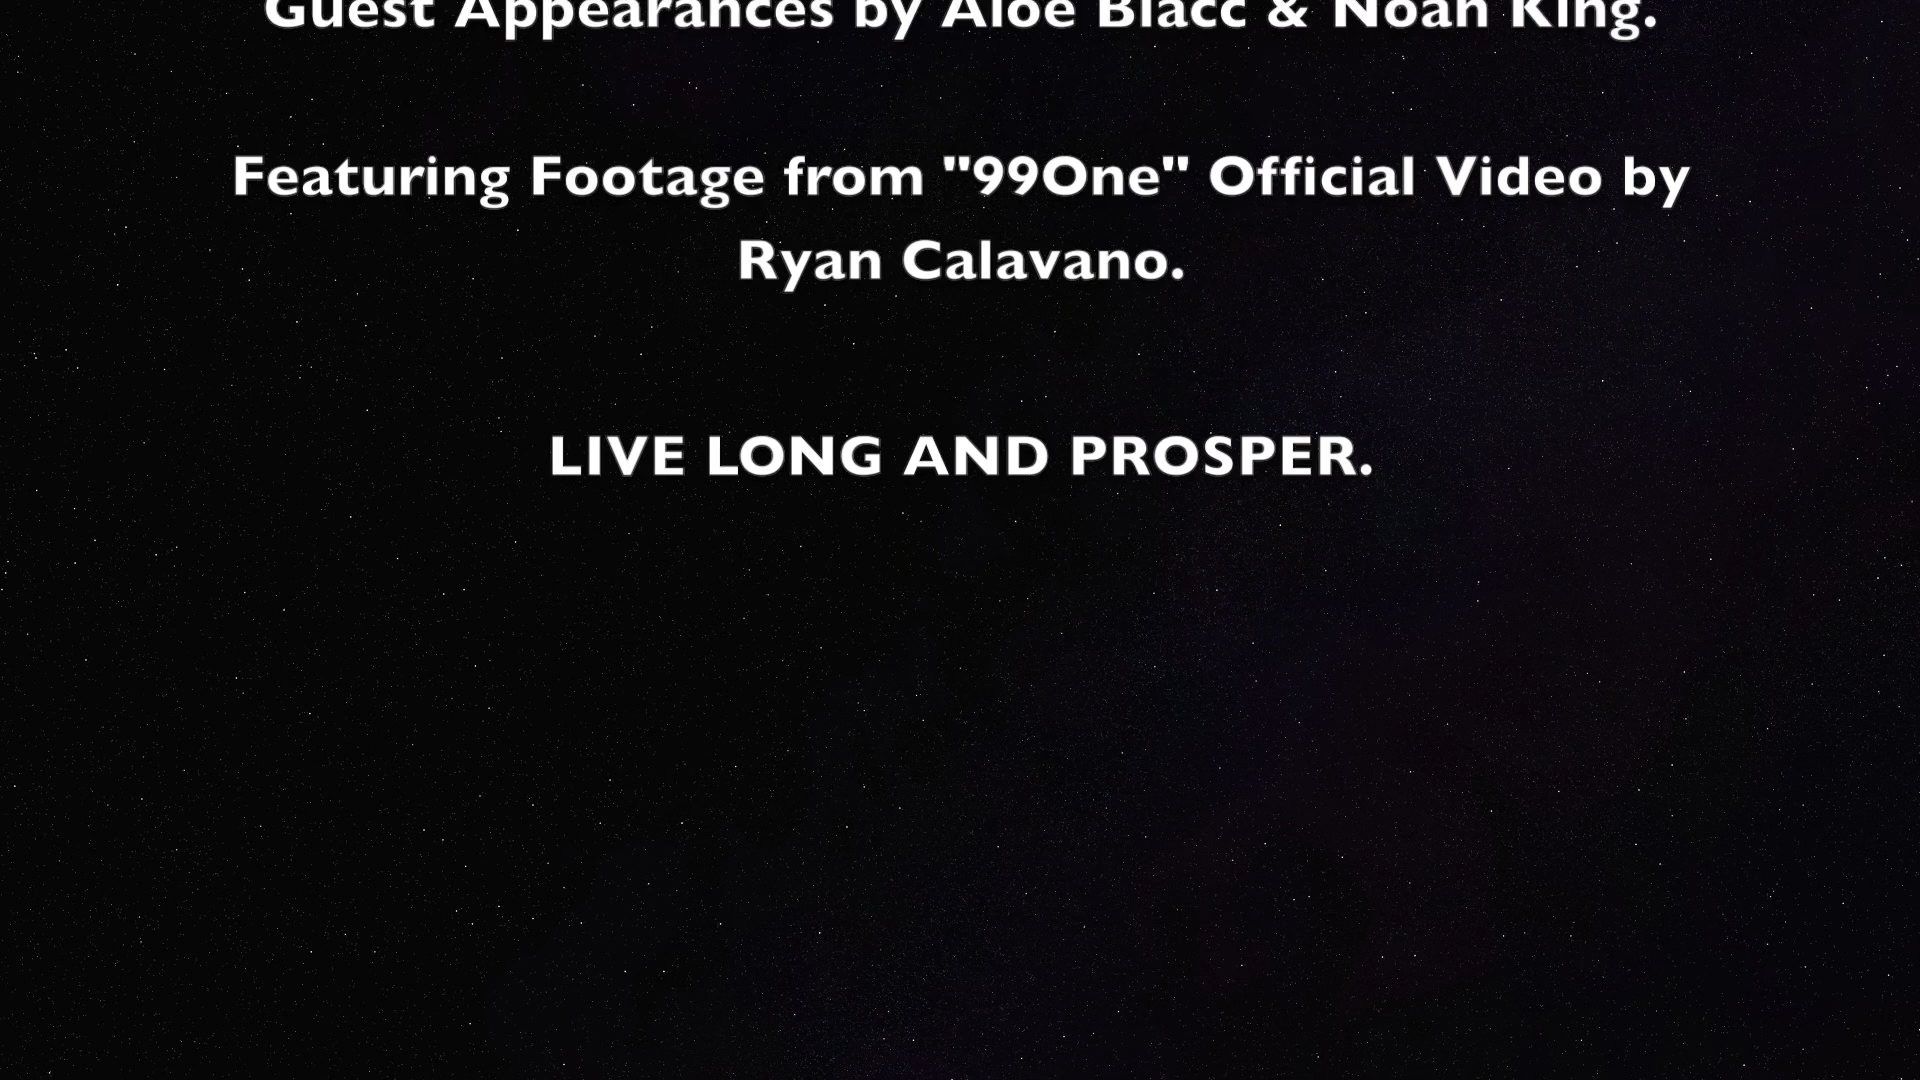 Guest Appearances by Aloe Blacc & Noah King.
Featuring Footage from "99One" Official Video by
Ryan Calavano.
LIVE LONG AND PROSPER.